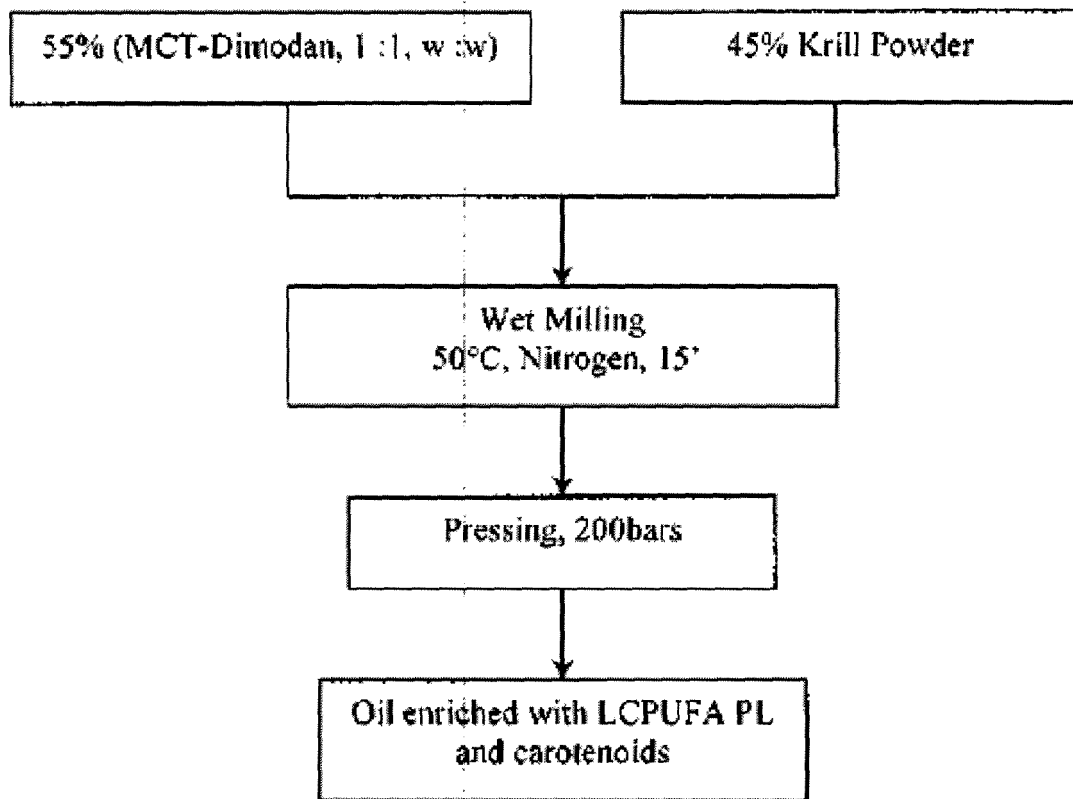 55% (MCT-Dimodan, 1 :1, w :w)
45% Krill Powder
Wet Milling
50°C, Nitrogen, 15'
Pressing, 200bars
Oil enriched with LCPUFA PL
and carotenoids